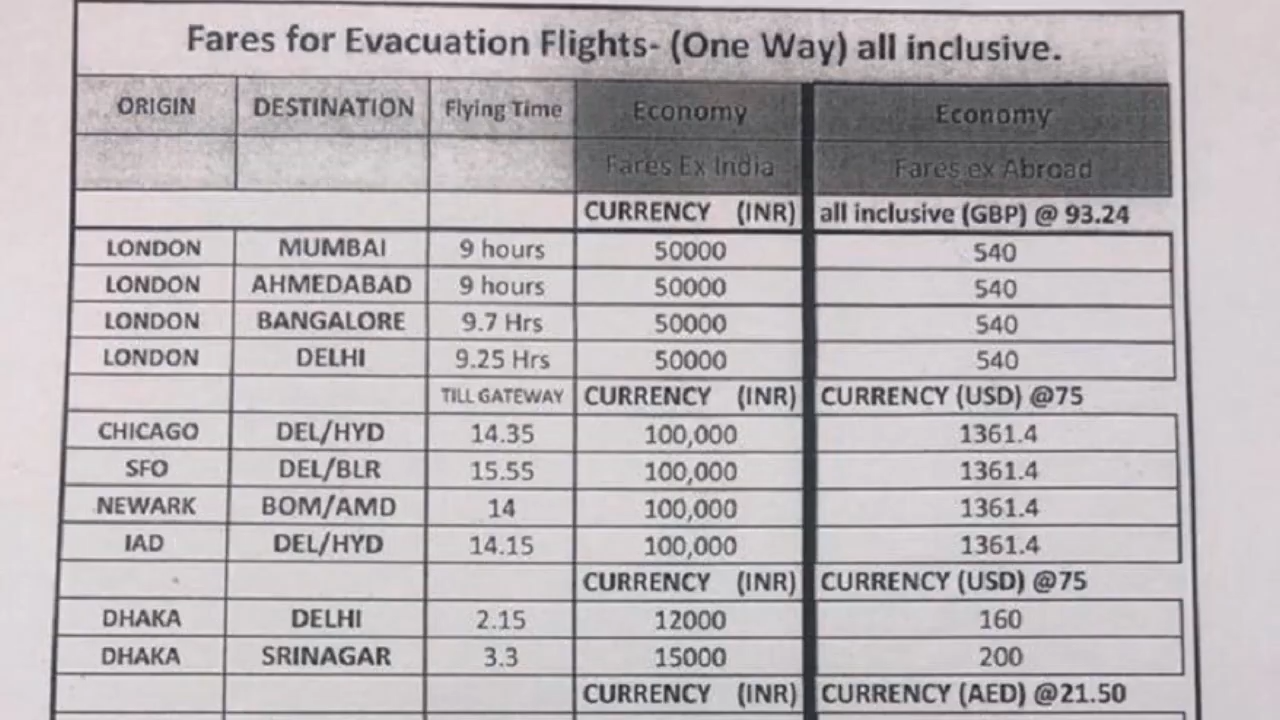 Fares for Evacuation Flights- (One Way) all inclusive.
ORIGIN DESTINATION Flying Time Economy Economy
Fares Ex India Fares ex Abroad
CURRENCY (INR) all inclusive (GBP) @ 93.24
LONDON MUMBAI 9 hours 50000 540
LONDON AHMEDABAD 9 hours 50000 540
LONDON BANGALORE 9.7 Hrs 50000 540
LONDON DELHI 9.25 Hrs 50000 540
TILL GATEWAY CURRENCY (INR) CURRENCY (USD) @75
CHICAGO DEL/HYD 14.35 100,000 1361.4
SFO DEL/BLR 15.55 100,000 1361.4
NEWARK BOM/AMD 14 100,000 1361.4
IAD DEL/HYD 14.15 100,000 1361.4
CURRENCY (INR) CURRENCY (USD) @75
DHAKA DELHI 2.15 12000 160
DHAKA SRINAGAR 3.3 15000 200
CURRENCY (INR) CURRENCY (AED) @21.50